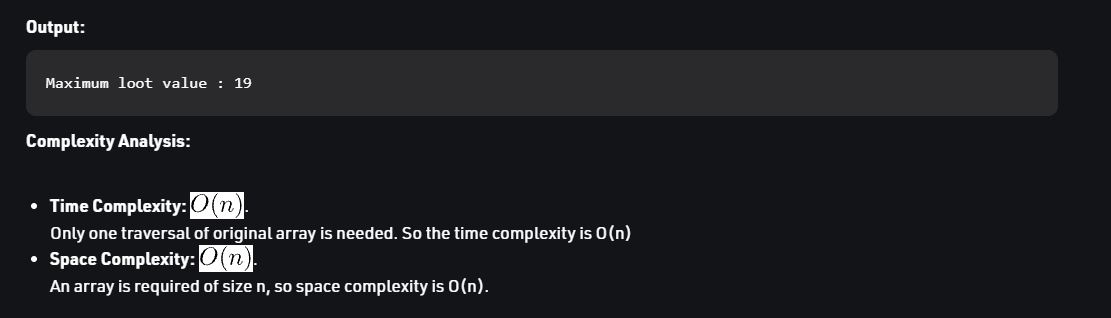 Output:
Maximum loot value : 19
Complexity Analysis:
• Time Complexity: O(n).
Only one traversal of original array is needed. So the time complexity is O(n)
• Space Complexity: O(n).
An array is required of size n, so space complexity is O(n).